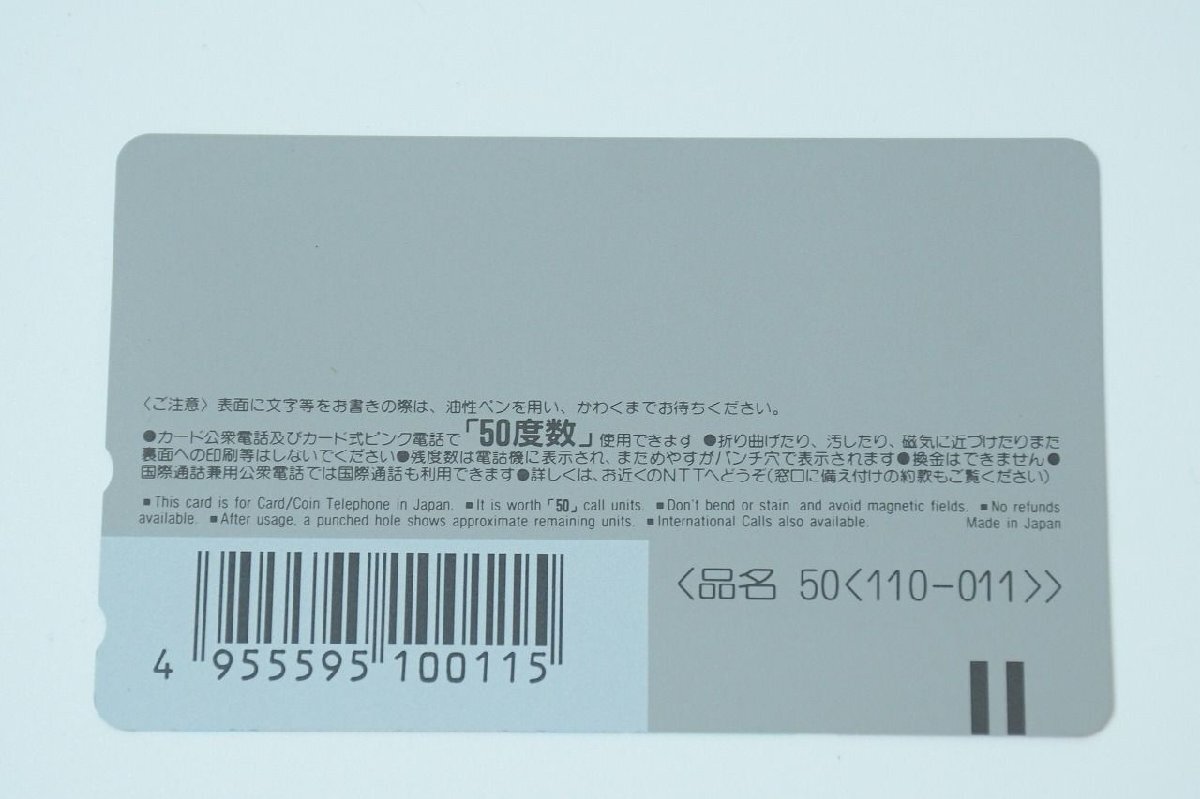 〈ご注意〉表面に文字等をお書きの際は、油性ペンを用い、かわくまでお待ちください。
●カード公衆電話及びカード式ピンク電話で「50度数」使用できます ●折り曲げたり、汚したり、磁気に近づけたりまた
裏面への印刷等はしないでください●残度数は電話機に表示され、まためやすがパンチ穴で表示されます●換金はできません●
国際通話兼用公衆電話では国際通話も利用できます●詳しくは、お近くのNTTへどうぞ(窓口に備え付けの約款もご覧ください)
■This card is for Card/Coin Telephone in Japan. ■It is worth「50」call units. ■Don't bend or stain and avoid magnetic fields. ■No refunds
available. ■After usage, a punched hole shows approximate remaining units. ■International Calls also available. Made in Japan
〈品名 50〈110-011〉〉
4 955595 100115